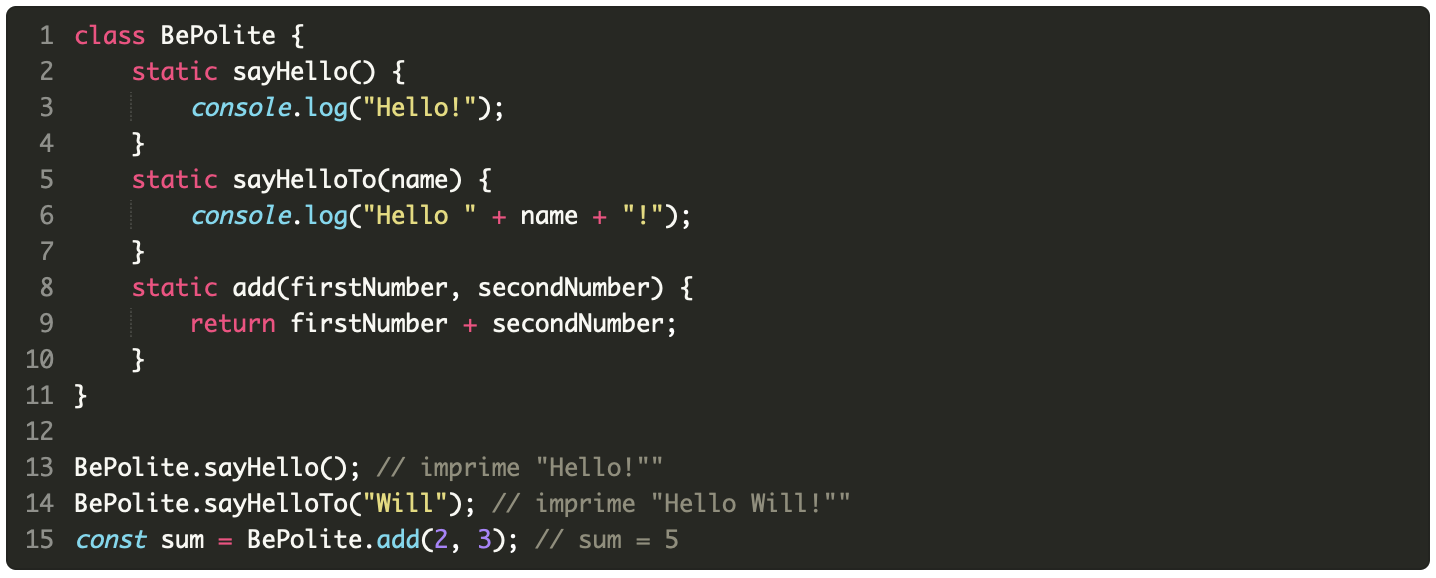 1 class BePolite {
2     static sayHello() {
3         console.log("Hello!");
4     }
5     static sayHelloTo(name) {
6         console.log("Hello " + name + "!");
7     }
8     static add(firstNumber, secondNumber) {
9         return firstNumber + secondNumber;
10     }
11 }
12
13 BePolite.sayHello(); // imprime "Hello!""
14 BePolite.sayHelloTo("Will"); // imprime "Hello Will!""
15 const sum = BePolite.add(2, 3); // sum = 5